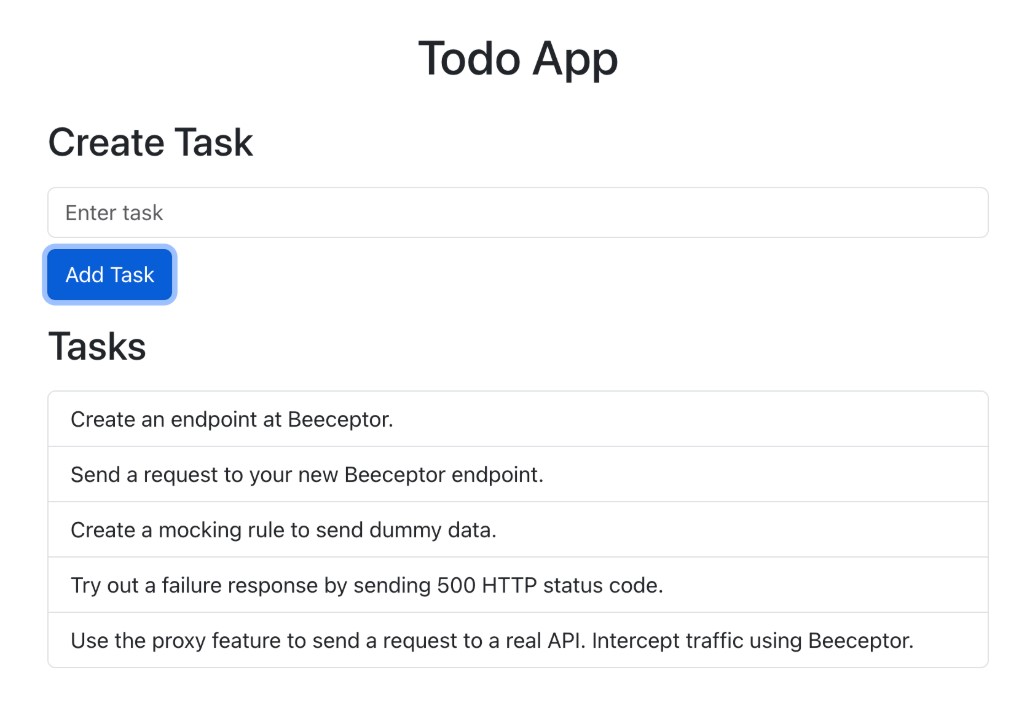 Todo App
Create Task
Enter task
Add Task
Tasks
Create an endpoint at Beeceptor.
Send a request to your new Beeceptor endpoint.
Create a mocking rule to send dummy data.
Try out a failure response by sending 500 HTTP status code.
Use the proxy feature to send a request to a real API. Intercept traffic using Beeceptor.